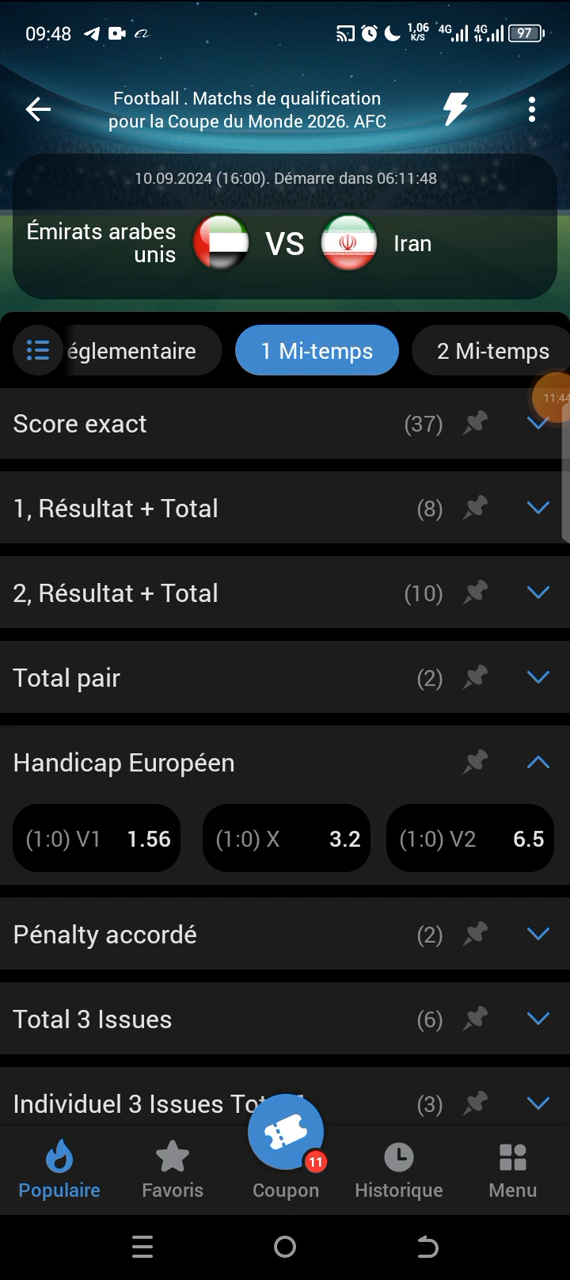 09:48
1,06
K/S
4G
4G
97
Football . Matchs de qualification
pour la Coupe du Monde 2026. AFC
10.09.2024 (16:00). Démarre dans 06:11:48
Émirats arabes
unis
VS
Iran
églementaire
1 Mi-temps
2 Mi-temps
11:44
Score exact (37)
1, Résultat + Total (8)
2, Résultat + Total (10)
Total pair (2)
Handicap Européen
(1:0) V1 1.56 (1:0) X 3.2 (1:0) V2 6.5
Pénalty accordé (2)
Total 3 Issues (6)
Individuel 3 Issues (3)
11
Populaire Favoris Coupon Historique Menu